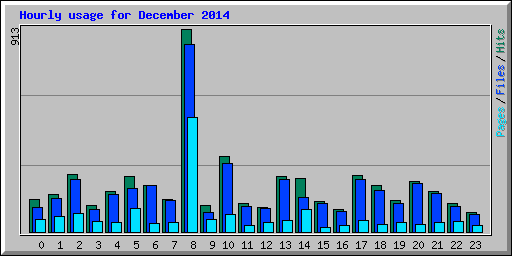 Hourly usage for December 2014
913
Pages/Files/Hits
0 1 2 3 4 5 6 7 8 9 10 11 12 13 14 15 16 17 18 19 20 21 22 23